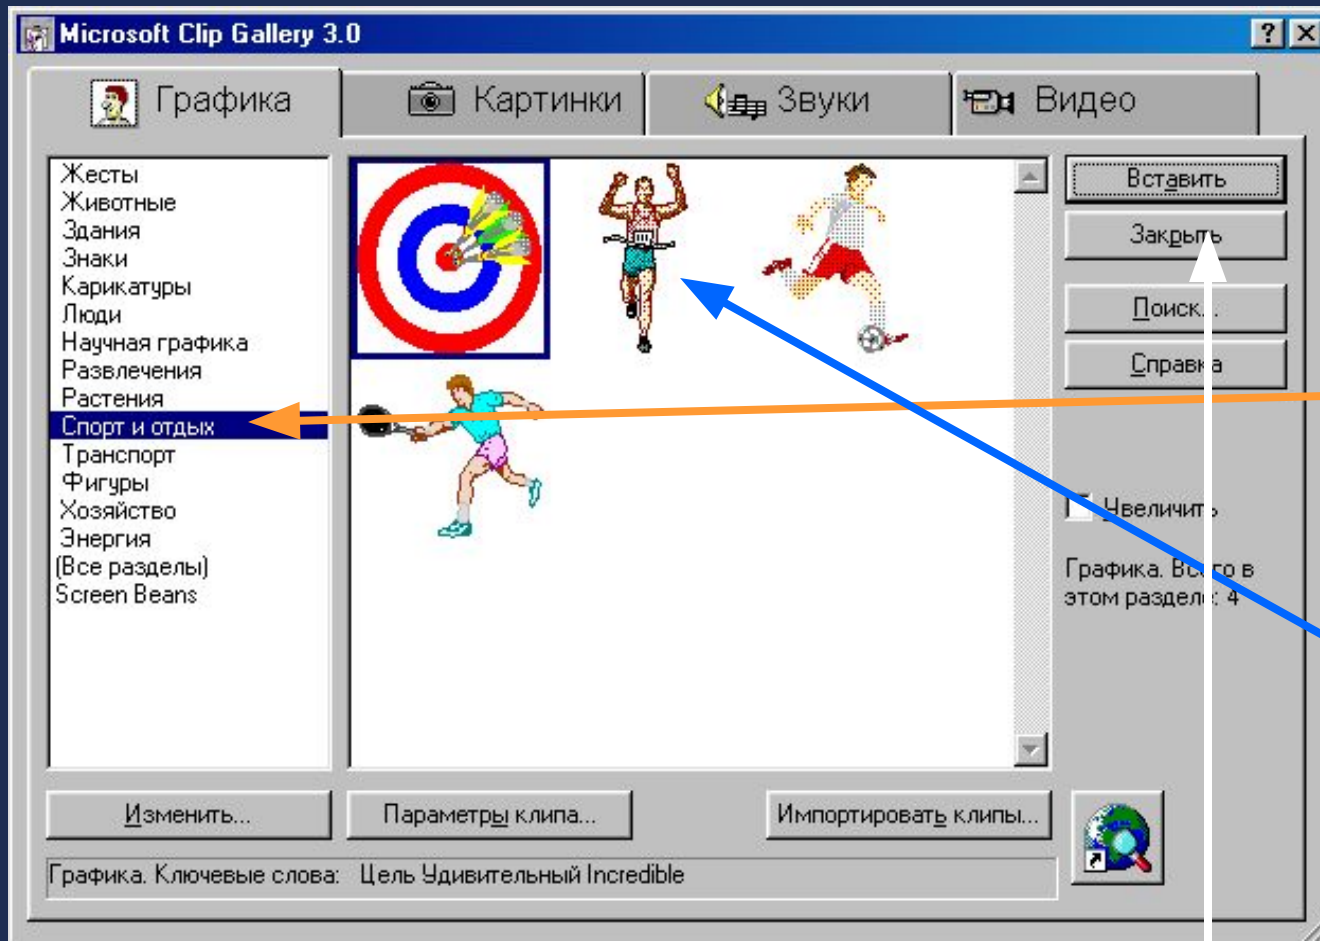 Microsoft Clip Gallery 3.0
Графика
Картинки
Звуки
Видео
Жесты
Животные
Здания
Знаки
Карикатуры
Люди
Научная графика
Развлечения
Растения
Спорт и отдых
Транспорт
Фигуры
Хозяйство
Энергия
(Все разделы)
Screen Beans
Вставить
Закрыть
Поиск...
Справка
Увеличить
Графика. Всего в
этом разделе: 4
Изменить...
Параметры клипа...
Импортировать клипы...
Графика. Ключевые слова: Цель Удивительный Incredible